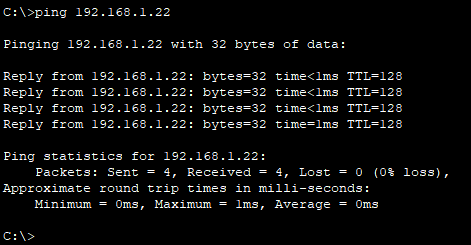 C:\>ping 192.168.1.22
Pinging 192.168.1.22 with 32 bytes of data:
Reply from 192.168.1.22: bytes=32 time<1ms TTL=128
Reply from 192.168.1.22: bytes=32 time<1ms TTL=128
Reply from 192.168.1.22: bytes=32 time<1ms TTL=128
Reply from 192.168.1.22: bytes=32 time=1ms TTL=128
Ping statistics for 192.168.1.22:
    Packets: Sent = 4, Received = 4, Lost = 0 (0% loss),
Approximate round trip times in milli-seconds:
    Minimum = 0ms, Maximum = 1ms, Average = 0ms
C:\>